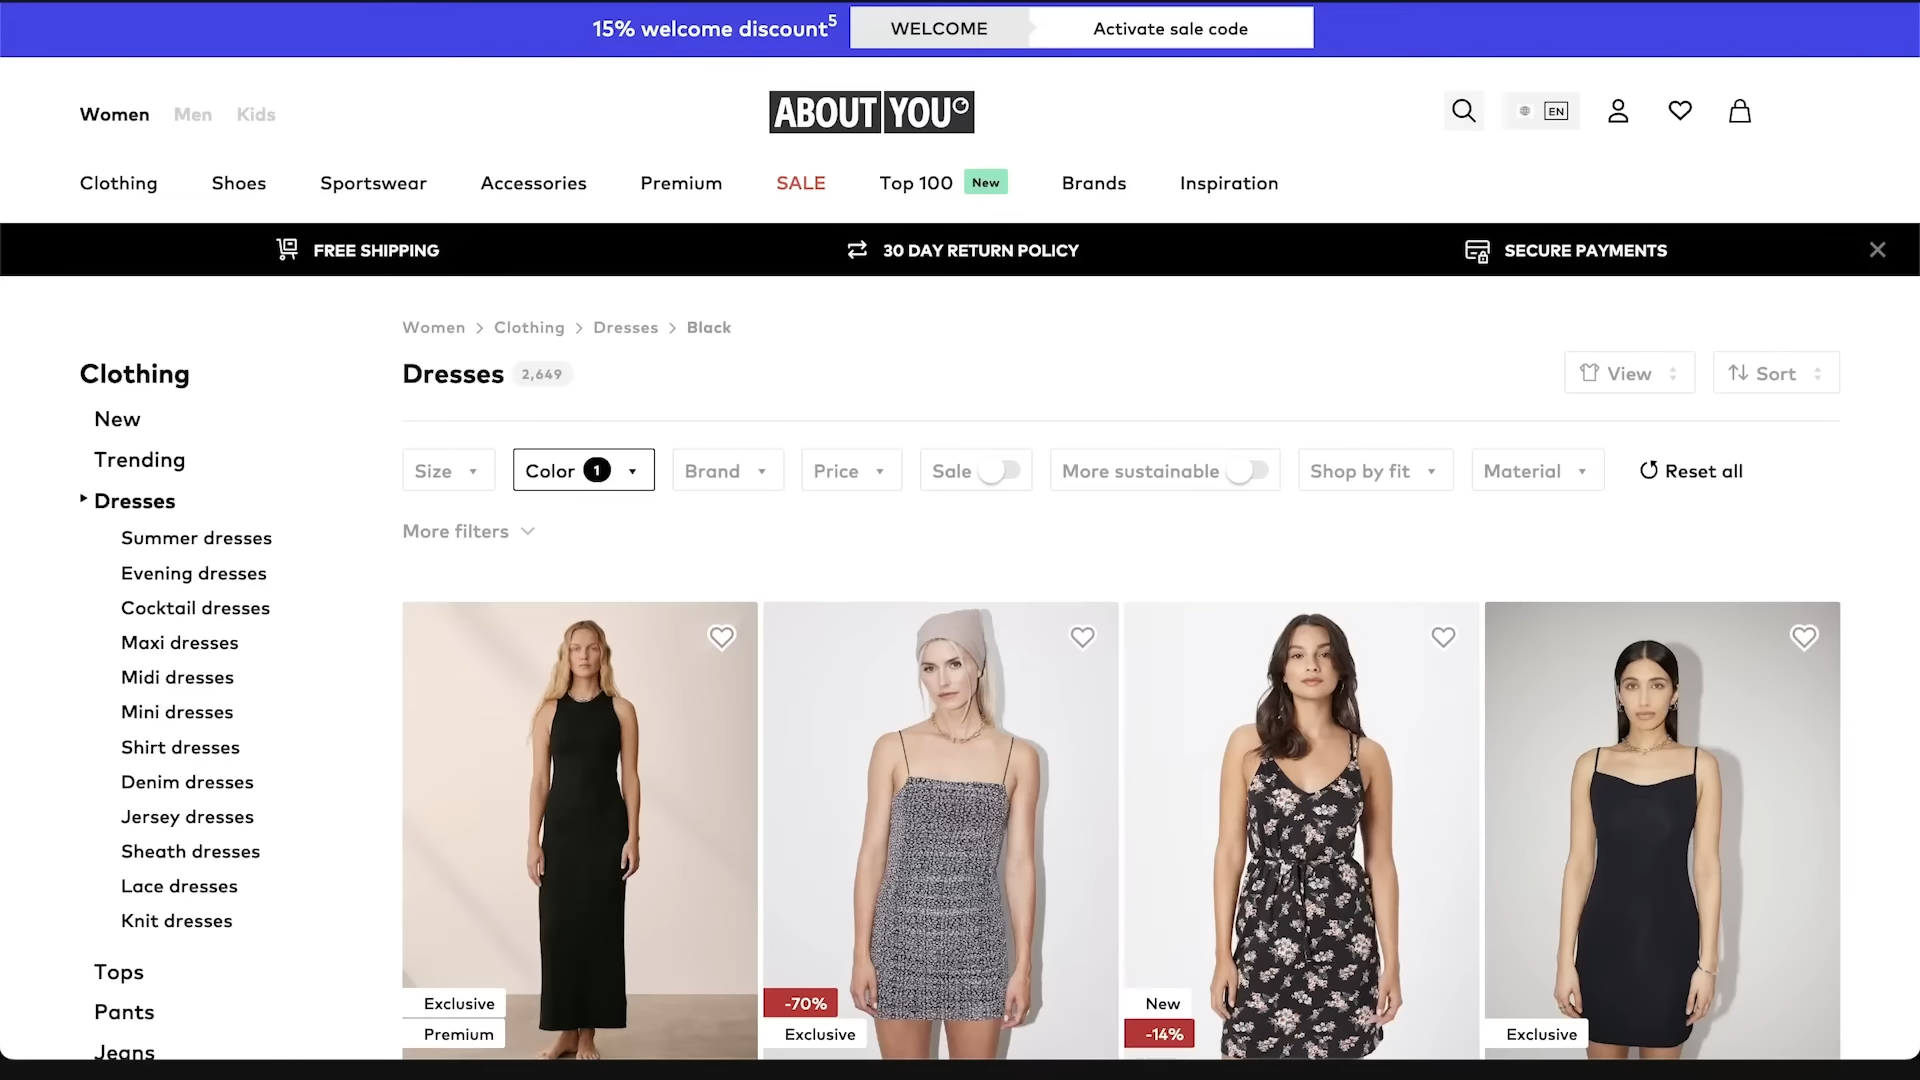 15% welcome discount5
WELCOME
Activate sale code
Women Men Kids
ABOUT YOU
EN
Clothing Shoes Sportswear Accessories Premium SALE Top 100 New Brands Inspiration
FREE SHIPPING
30 DAY RETURN POLICY
SECURE PAYMENTS
Women > Clothing > Dresses > Black
Clothing
Dresses 2,649
View
Sort
New
Trending
Dresses
Summer dresses
Evening dresses
Cocktail dresses
Maxi dresses
Midi dresses
Mini dresses
Shirt dresses
Denim dresses
Jersey dresses
Sheath dresses
Lace dresses
Knit dresses
Tops
Pants
Jeans
Size
Color 1
Brand
Price
Sale
More sustainable
Shop by fit
Material
Reset all
More filters
Exclusive
Premium
-70%
Exclusive
New
-14%
Exclusive